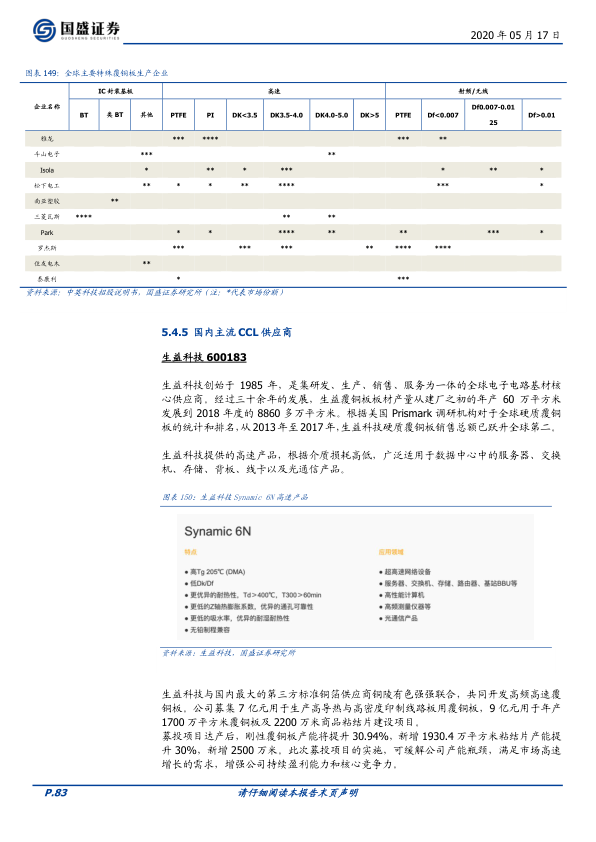 国盛证券
GUOSHENG SECURITIES
2020 年 05 月 17 日
图表 149：全球主要特殊覆铜板生产企业
企业名称 IC 封装基板 高速 射频/无线
BT 类 BT 其他 PTFE PI DK<3.5 DK3.5-4.0 DK4.0-5.0 DK>5 PTFE Df<0.007 Df0.007-0.0125 Df>0.01
雅龙 *** **** *** **
斗山电子 *** **
Isola * ** * *** * ** *
松下电工 ** * * ** **** *** *
南亚塑胶 **
三菱瓦斯 **** ** **
Park * * **** ** ** *** *
罗杰斯 *** *** *** ** **** ****
住友电木 **
泰康利 * ***
资料来源：中英科技招股说明书，国盛证券研究所（注：*代表市场份额）
5.4.5 国内主流 CCL 供应商
生益科技 600183
生益科技创始于 1985 年，是集研发、生产、销售、服务为一体的全球电子电路基材核
心供应商。经过三十余年的发展，生益覆铜板板材产量从建厂之初的年产 60 万平方米
发展到 2018 年度的 8860 多万平方米。根据美国 Prismark 调研机构对于全球硬质覆铜
板的统计和排名，从 2013 年至 2017 年，生益科技硬质覆铜板销售总额已跃升全球第二。
生益科技提供的高速产品，根据介质损耗高低，广泛适用于数据中心中的服务器、交换
机、存储、背板、线卡以及光通信产品。
图表 150：生益科技 Synamic 6N 高速产品
Synamic 6N
特点 应用领域
● 高Tg 205℃ (DMA) ● 超高速网络设备
● 低Dk/Df ● 服务器、交换机、存储、路由器、基站BBU等
● 更优异的耐热性，Td＞400℃，T300＞60min ● 高性能计算机
● 更低的Z轴热膨胀系数，优异的通孔可靠性 ● 高频测量仪器等
● 更低的吸水率，优异的耐湿耐热性 ● 光通信产品
● 无铅制程兼容
资料来源：生益科技，国盛证券研究所
生益科技与国内最大的第三方标准铜箔供应商铜陵有色强强联合，共同开发高频高速覆
铜板。公司募集 7 亿元用于生产高导热与高密度印制线路板用覆铜板，9 亿元用于年产
1700 万平方米覆铜板及 2200 万米商品粘结片建设项目。
募投项目达产后，刚性覆铜板产能将提升 30.94%，新增 1930.4 万平方米粘结片产能提
升 30%，新增 2500 万米。此次募投项目的实施，可缓解公司产能瓶颈，满足市场高速
增长的需求，增强公司持续盈利能力和核心竞争力。
P.83 请仔细阅读本报告末页声明